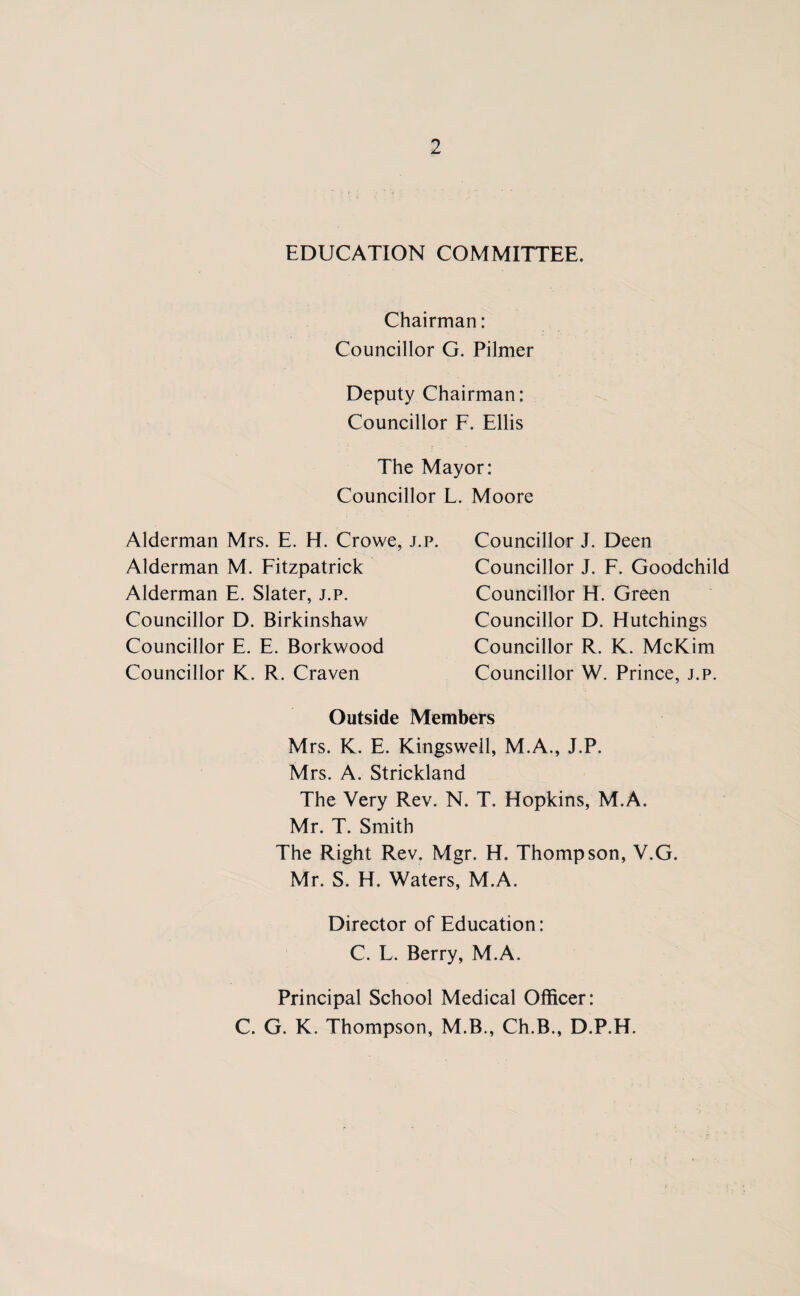 2
EDUCATION COMMITTEE.
Chairman:
Councillor G. Pilmer
Deputy Chairman:
Councillor F. Ellis
The Mayor:
Councillor L. Moore
Alderman Mrs. E. H. Crowe, J.P.
Alderman M. Fitzpatrick
Alderman E. Slater, J.P.
Councillor D. Birkinshaw
Councillor E. E. Borkwood
Councillor K. R. Craven
Councillor J. Deen
Councillor J. F. Goodchild
Councillor H. Green
Councillor D. Hutchings
Councillor R. K. McKim
Councillor W. Prince, J.P.
Outside Members
Mrs. K. E. Kingswell, M.A., J.P.
Mrs. A. Strickland
The Very Rev. N. T. Hopkins, M.A.
Mr. T. Smith
The Right Rev. Mgr. H. Thompson, V.G.
Mr. S. H. Waters, M.A.
Director of Education:
C. L. Berry, M.A.
Principal School Medical Officer:
C. G. K. Thompson, M.B., Ch.B., D.P.H.